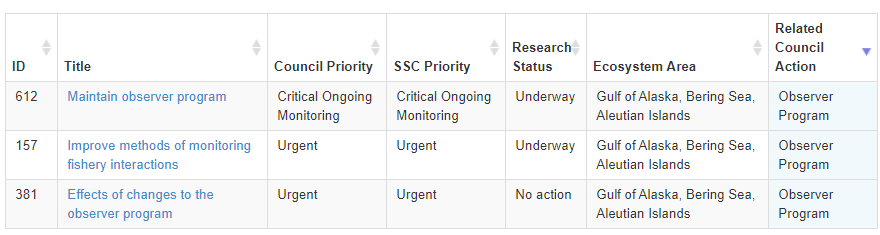 ID Title Council Priority SSC Priority Research Status Ecosystem Area Related Council Action
612 Maintain observer program Critical Ongoing Monitoring Critical Ongoing Monitoring Underway Gulf of Alaska, Bering Sea, Aleutian Islands Observer Program
157 Improve methods of monitoring fishery interactions Urgent Urgent Underway Gulf of Alaska, Bering Sea, Aleutian Islands Observer Program
381 Effects of changes to the observer program Urgent Urgent No action Gulf of Alaska, Bering Sea, Aleutian Islands Observer Program